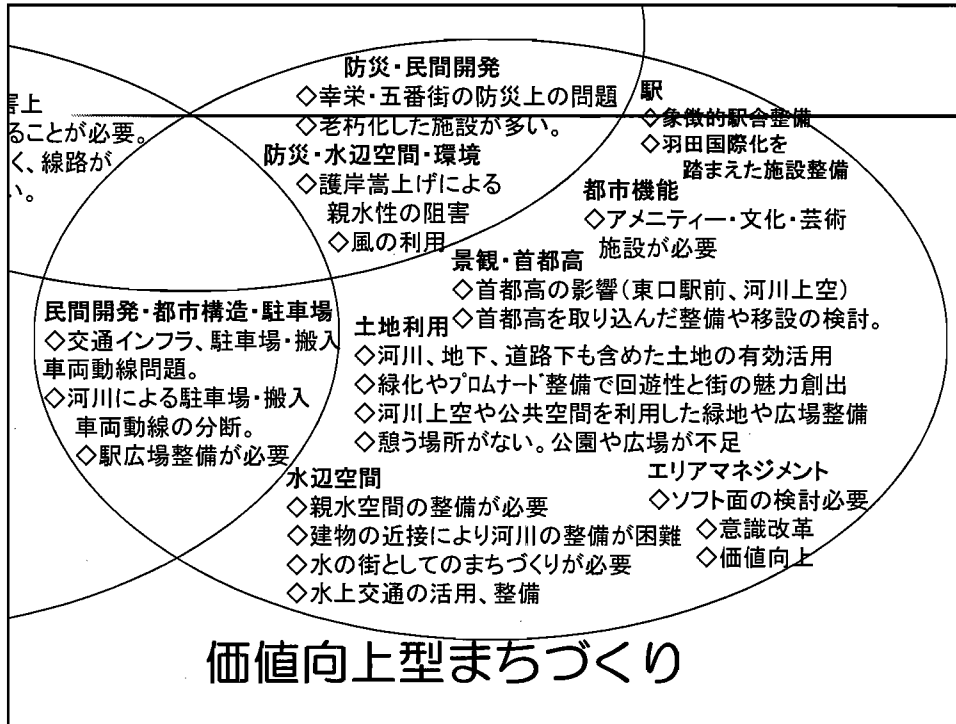 防災・民間開発
◇幸栄・五番街の防災上の問題
◇老朽化した施設が多い。
駅
◇象徴的駅舎整備
◇羽田国際化を
踏まえた施設整備
害上
ることが必要。
く、線路が
い。
防災・水辺空間・環境
◇護岸嵩上げによる
親水性の阻害
◇風の利用
都市機能
◇アメニティー・文化・芸術
施設が必要
景観・首都高
◇首都高の影響(東口駅前、河川上空)
◇首都高を取り込んだ整備や移設の検討。
民間開発・都市構造・駐車場
◇交通インフラ、駐車場・搬入
車両動線問題。
◇河川による駐車場・搬入
車両動線の分断。
◇駅広場整備が必要
土地利用
◇河川、地下、道路下も含めた土地の有効活用
◇緑化やプロムナード整備で回遊性と街の魅力創出
◇河川上空や公共空間を利用した緑地や広場整備
◇憩う場所がない。公園や広場が不足
水辺空間
◇親水空間の整備が必要
◇建物の近接により河川の整備が困難
◇水の街としてのまちづくりが必要
◇水上交通の活用、整備
エリアマネジメント
◇ソフト面の検討必要
◇意識改革
◇価値向上
価値向上型まちづくり